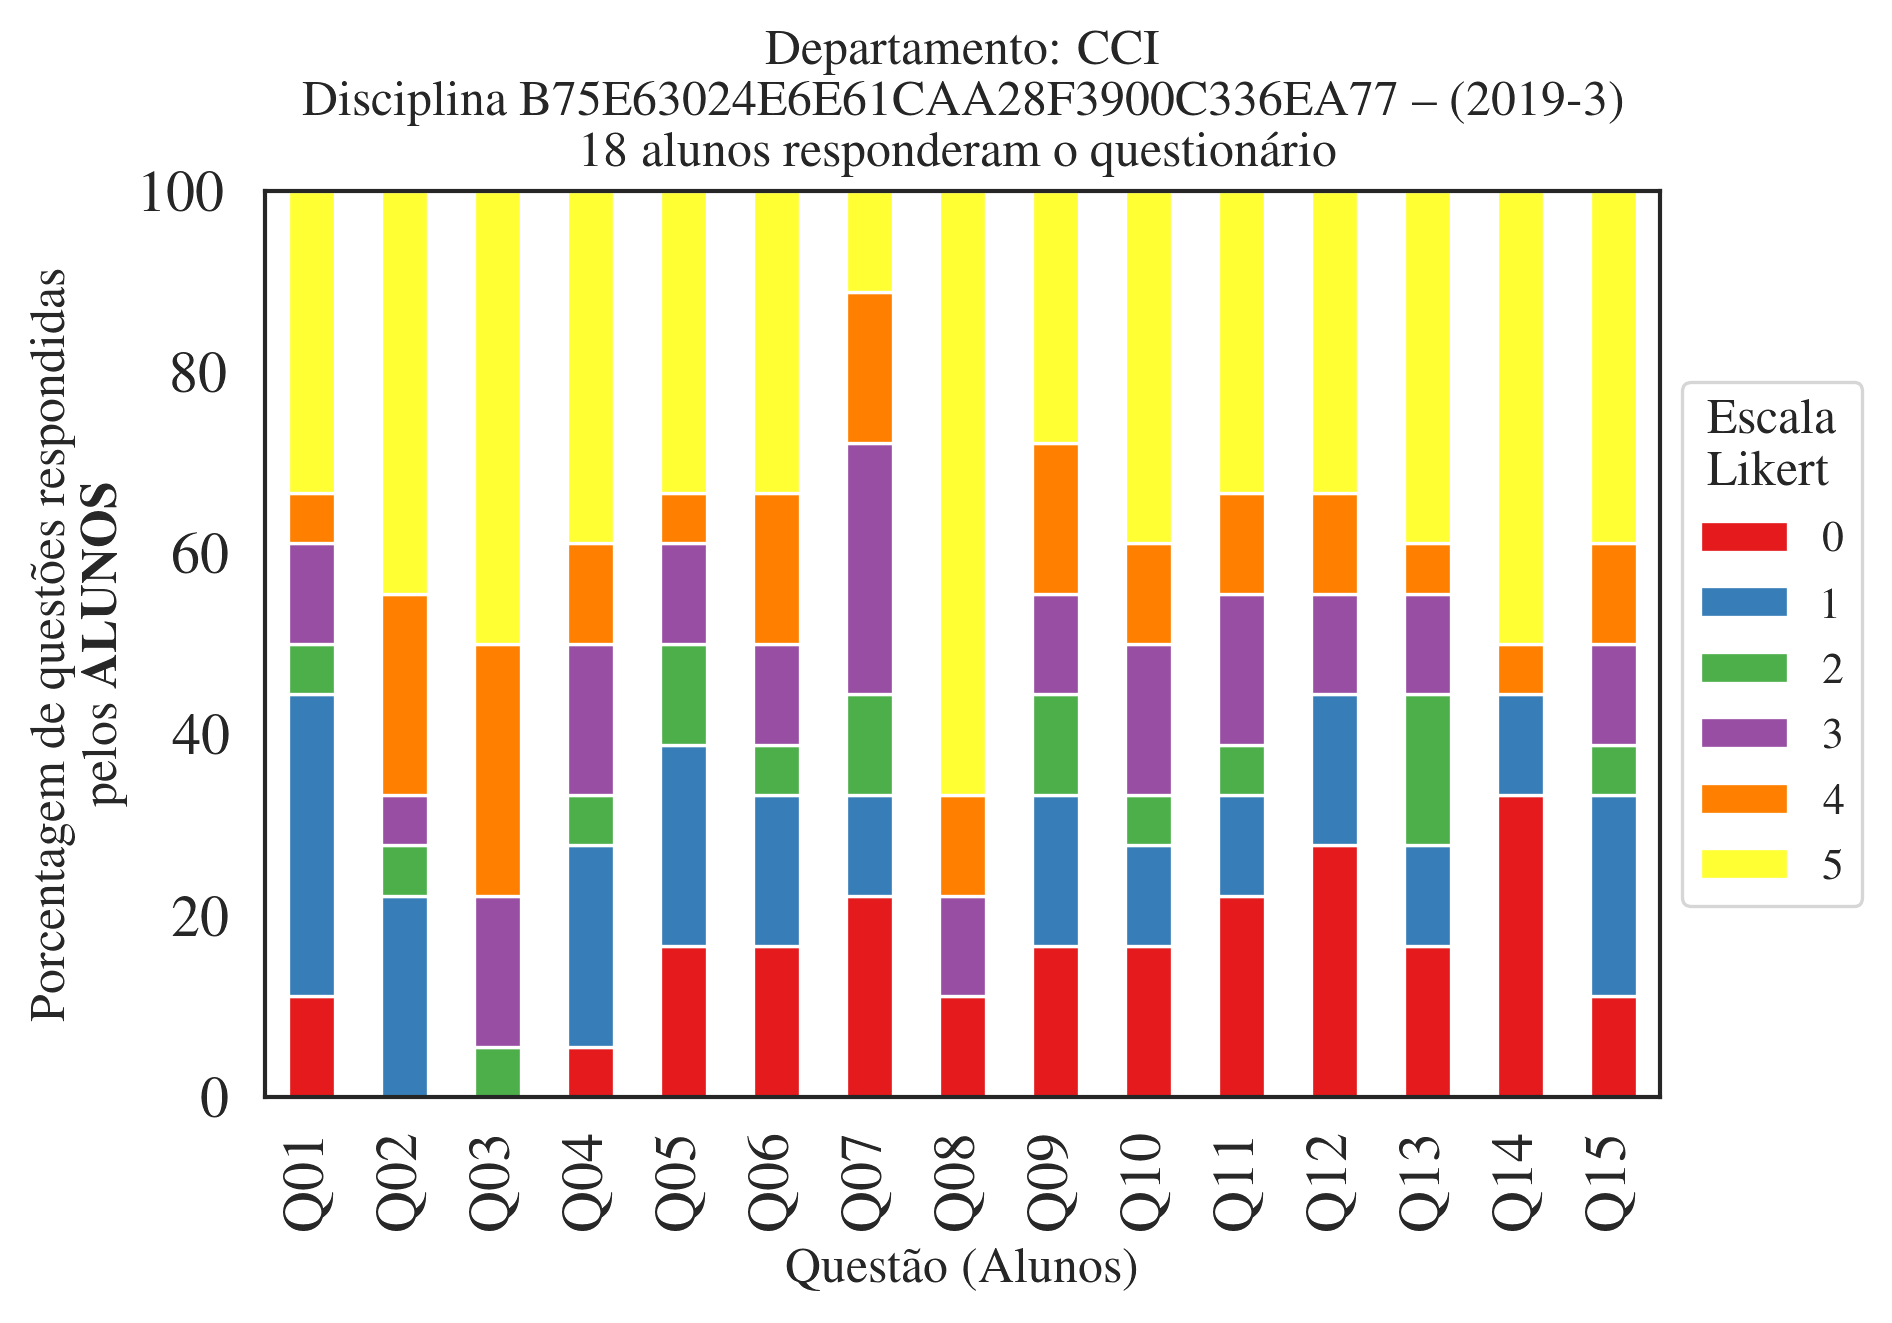 Departamento: CCI
Disciplina B75E63024E6E61CAA28F3900C336EA77 – (2019-3)
18 alunos responderam o questionário
Porcentagem de questões respondidas
pelos ALUNOS
100
80
60
40
20
0
Q01
Q02
Q03
Q04
Q05
Q06
Q07
Q08
Q09
Q10
Q11
Q12
Q13
Q14
Q15
Questão (Alunos)
Escala
Likert
0
1
2
3
4
5